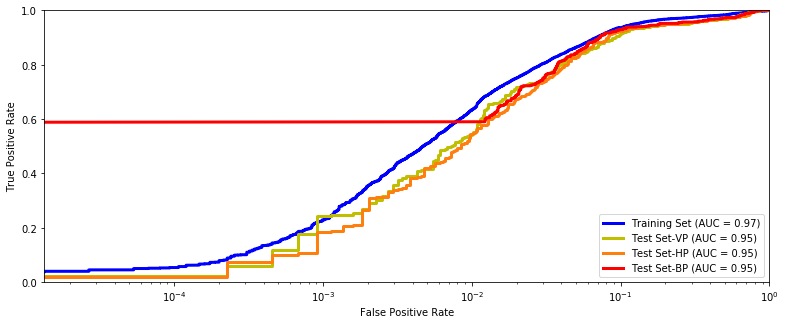 1.0
0.8
0.6
0.4
0.2
0.0
True Positive Rate
Training Set (AUC = 0.97)
Test Set-VP (AUC = 0.95)
Test Set-HP (AUC = 0.95)
Test Set-BP (AUC = 0.95)
10⁻⁴
10⁻³
10⁻²
10⁻¹
10⁰
False Positive Rate